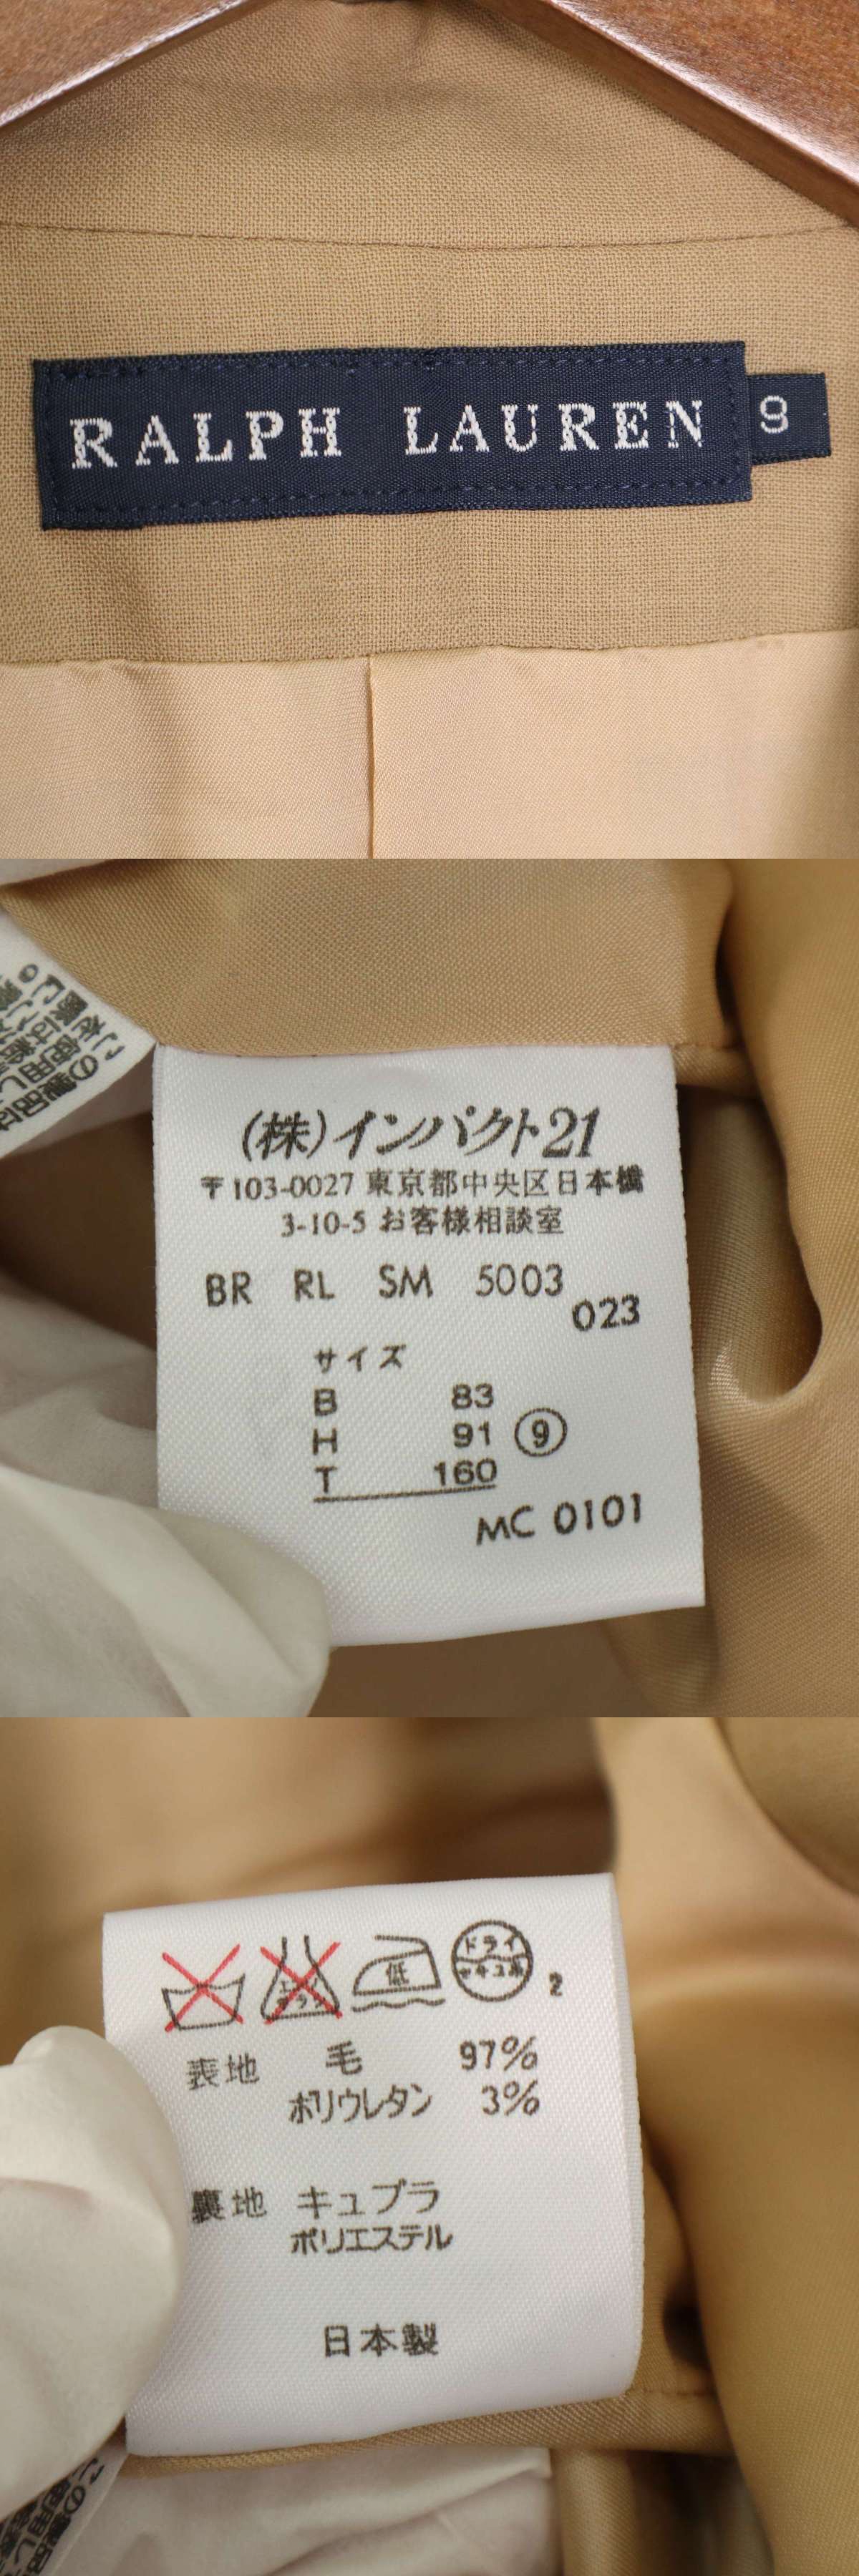 RALPH LAUREN 9
(株)インパクト21
〒103-0027 東京都中央区日本橋
3-10-5 お客様相談室
BR RL SM 5003
023
サイズ
B 83
H 91 ⑨
T 160
MC 0101
低
ドライ
セキユ系
2
表地 毛 97%
ポリウレタン 3%
裏地 キュプラ
ポリエステル
日本製